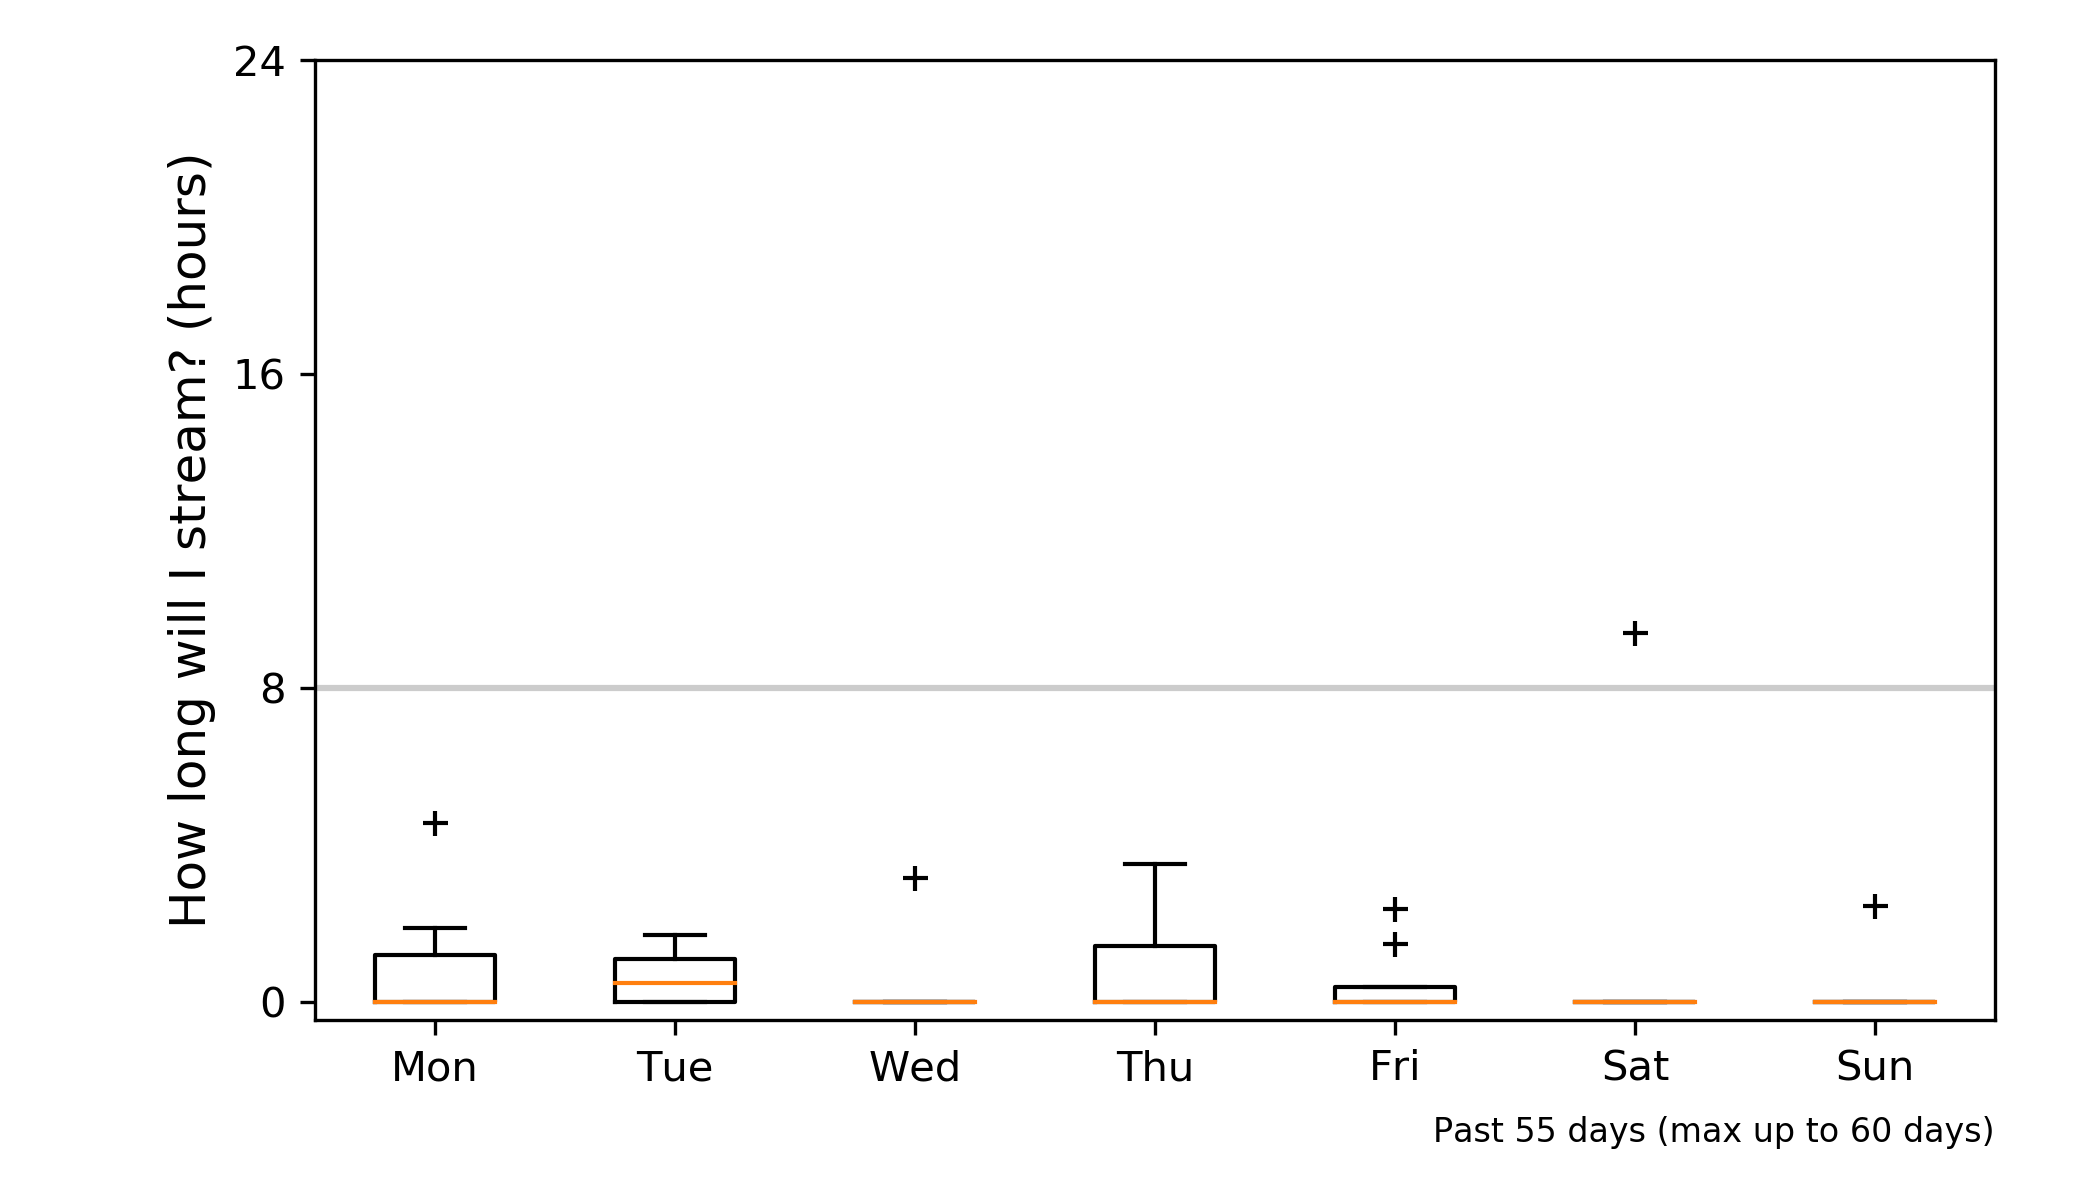 How long will I stream? (hours)
24
16
8
0
Mon Tue Wed Thu Fri Sat Sun
Past 55 days (max up to 60 days)